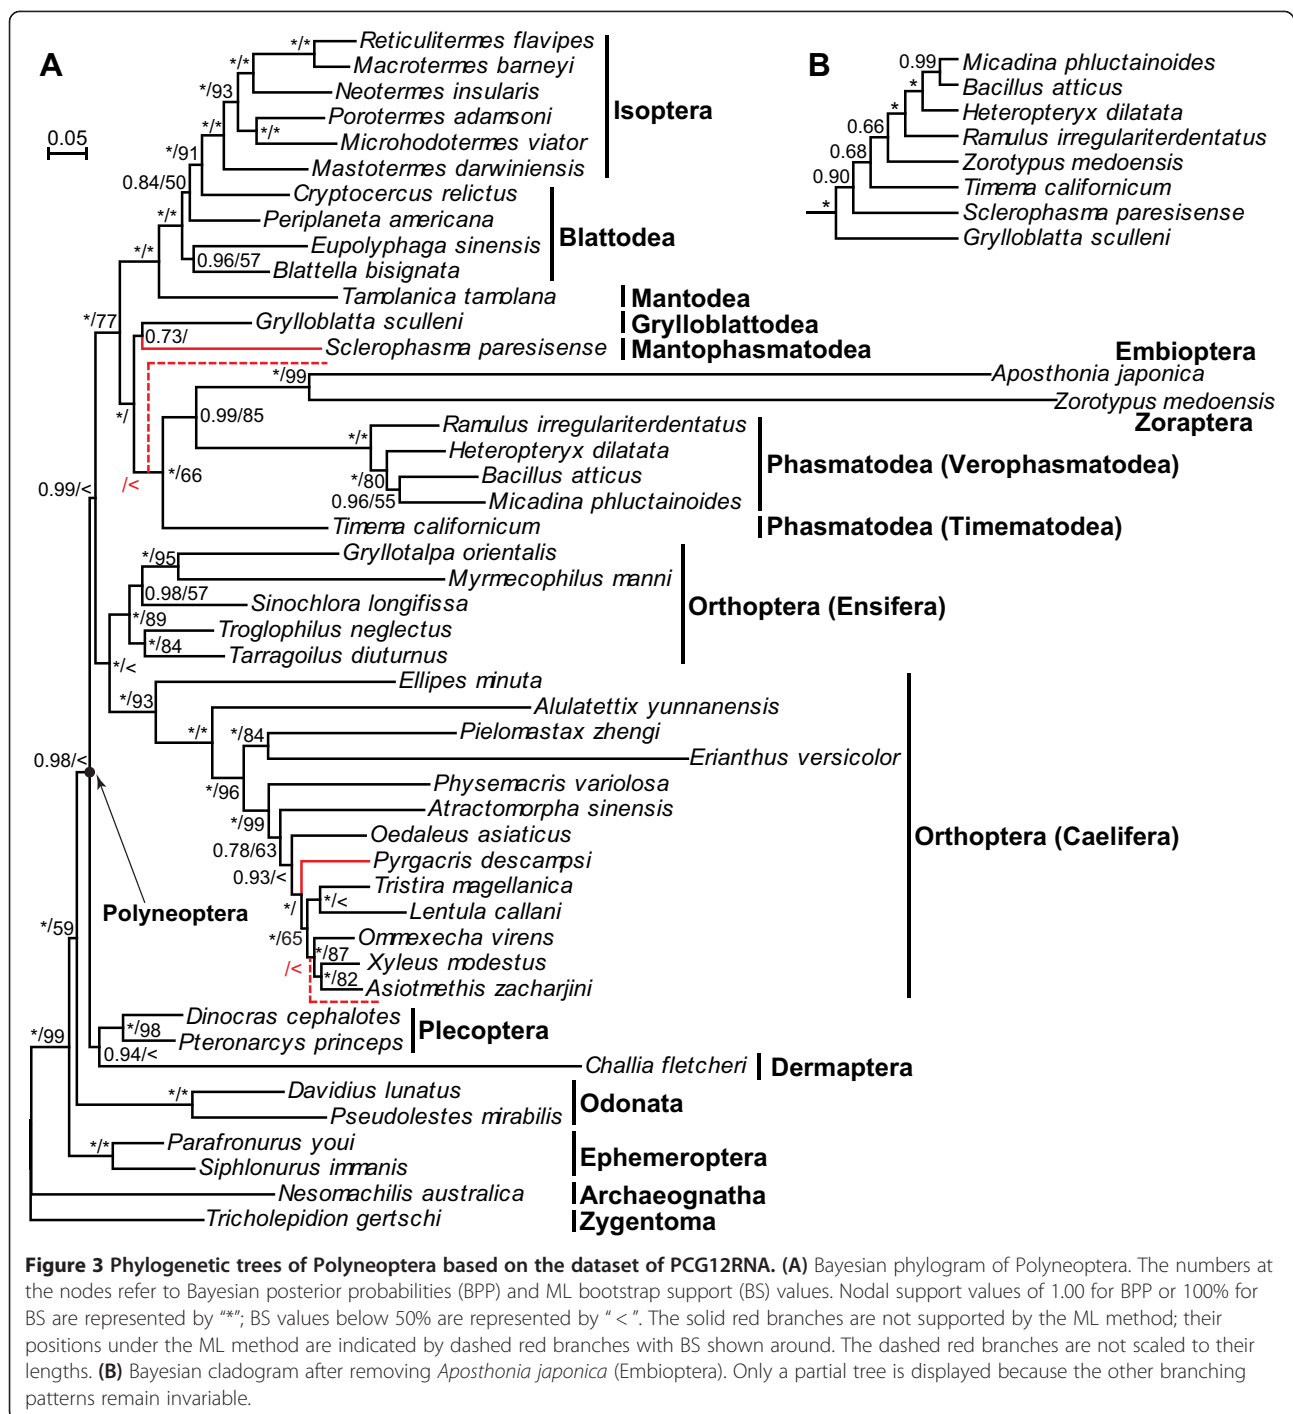 A
0.05
*/*
Reticulitermes flavipes
Macrotermes barneyi
*/93
Neotermes insularis
Porotermes adamsoni
*/*
Microhodotermes viator
*/*
Mastotermes darwiniensis
Isoptera
*/91
Cryptocercus relictus
0.84/50
Periplaneta americana
*/*
Eupolyphaga sinensis
0.96/57
Blattella bisignata
Blattodea
*/*
Tamolanica tamolana
Mantodea
*/77
Grylloblatta sculleni
Grylloblattodea
0.73/
Sclerophasma paresisense
Mantophasmatodea
Embioptera
*/99
Aposthonia japonica
Zorotypus medoensis
Zoraptera
*/
0.99/85
*/*
Ramulus irregulariterdentatus
Heteropteryx dilatata
*/80
Bacillus atticus
0.96/55
Micadina phluctainoides
Phasmatodea (Verophasmatodea)
/<
*/66
Timema californicum
Phasmatodea (Timematodea)
0.99/<
*/95
Gryllotalpa orientalis
Myrmecophilus manni
0.98/57
Sinochlora longifissa
*/89
Troglophilus neglectus
*/84
Tarragoilus diuturnus
Orthoptera (Ensifera)
*/<
*/93
Ellipes minuta
Alulatettix yunnanensis
*/*
*/84
Pielomastax zhengi
Erianthus versicolor
*/96
Physemacris variolosa
*/99
Atractomorpha sinensis
0.78/63
Oedaleus asiaticus
0.93/<
Pyrgacris descampsi
*/
Tristira magellanica
*/<
Lentula callani
*/65
Ommexecha virens
*/87
Xyleus modestus
/<
*/82
Asiotmethis zacharjini
Orthoptera (Caelifera)
0.98/<
Polyneoptera
*/59
Dinocras cephalotes
*/98
Pteronarcys princeps
Plecoptera
*/99
0.94/<
Challia fletcheri
Dermaptera
*/*
Davidius lunatus
Pseudolestes mirabilis
Odonata
*/*
Parafronurus youi
Siphlonurus immanis
Ephemeroptera
Nesomachilis australica
Archaeognatha
Tricholepidion gertschi
Zygentoma
B
0.99
Micadina phluctainoides
*
Bacillus atticus
*
Heteropteryx dilatata
0.66
Ramulus irregulariterdentatus
0.68
Zorotypus medoensis
0.90
Timema californicum
*
Sclerophasma paresisense
Grylloblatta sculleni
Figure 3 Phylogenetic trees of Polyneoptera based on the dataset of PCG12RNA. (A) Bayesian phylogram of Polyneoptera. The numbers at
the nodes refer to Bayesian posterior probabilities (BPP) and ML bootstrap support (BS) values. Nodal support values of 1.00 for BPP or 100% for
BS are represented by “*”; BS values below 50% are represented by “ < ”. The solid red branches are not supported by the ML method; their
positions under the ML method are indicated by dashed red branches with BS shown around. The dashed red branches are not scaled to their
lengths. (B) Bayesian cladogram after removing Aposthonia japonica (Embioptera). Only a partial tree is displayed because the other branching
patterns remain invariable.